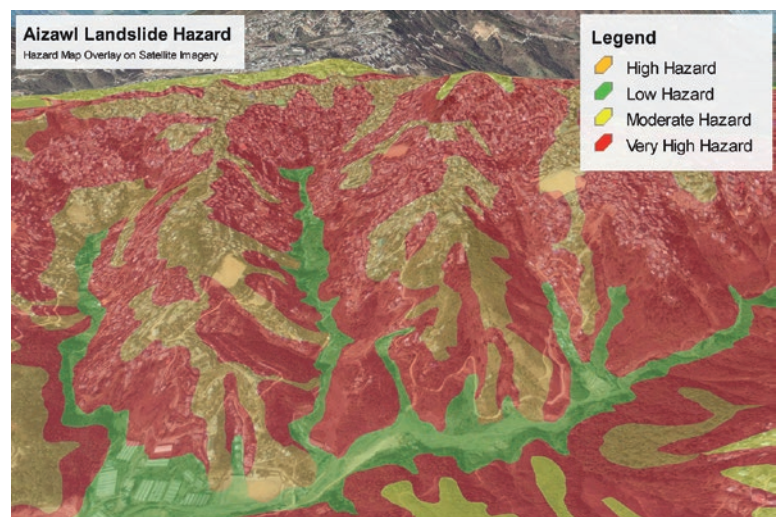 Aizawl Landslide Hazard
Hazard Map Overlay on Satellite Imagery
Legend
High Hazard
Low Hazard
Moderate Hazard
Very High Hazard